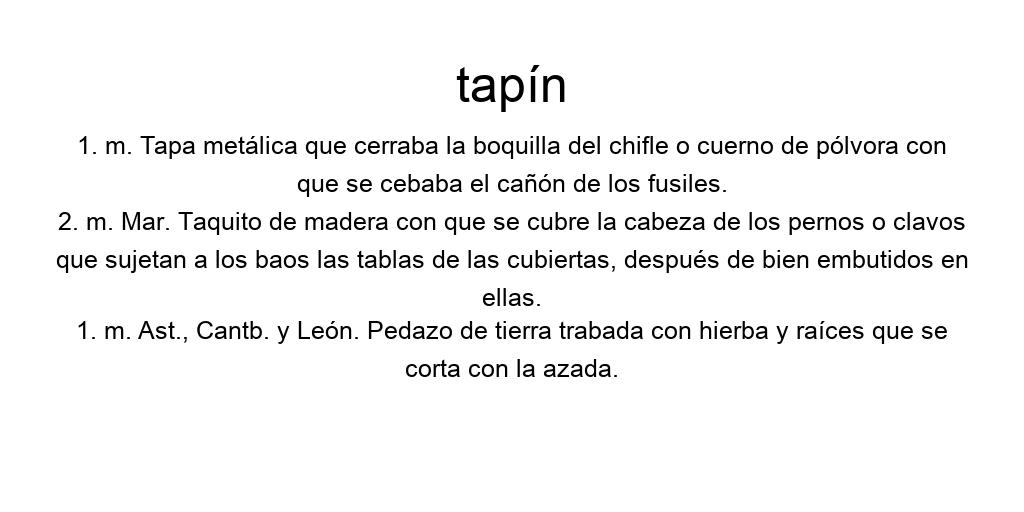 tapín
1. m. Tapa metálica que cerraba la boquilla del chifle o cuerno de pólvora con
que se cebaba el cañón de los fusiles.
2. m. Mar. Taquito de madera con que se cubre la cabeza de los pernos o clavos
que sujetan a los baos las tablas de las cubiertas, después de bien embutidos en
ellas.
1. m. Ast., Cantb. y León. Pedazo de tierra trabada con hierba y raíces que se
corta con la azada.